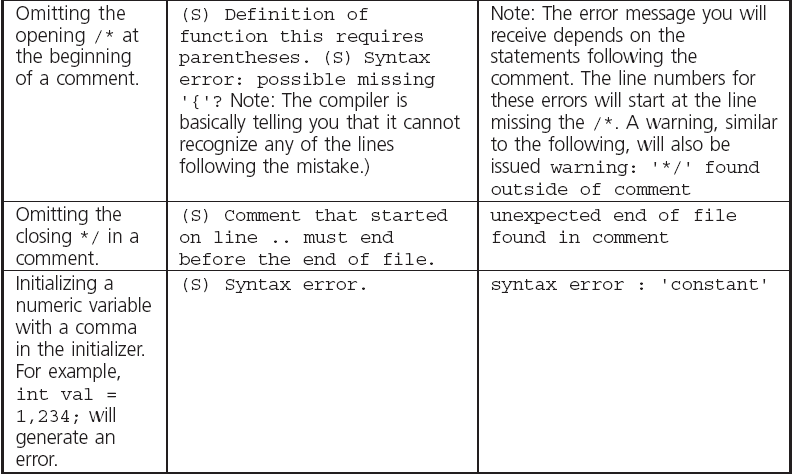 Omitting the
opening /* at
the beginning
of a comment.
(S) Definition of
function this requires
parentheses. (S) Syntax
error: possible missing
'{'? Note: The compiler is
basically telling you that it cannot
recognize any of the lines
following the mistake.)
Note: The error message you will
receive depends on the
statements following the
comment. The line numbers for
these errors will start at the line
missing the /*. A warning, similar
to the following, will also be
issued warning: '*/' found
outside of comment
Omitting the
closing */ in a
comment.
(S) Comment that started
on line .. must end
before the end of file.
unexpected end of file
found in comment
Initializing a
numeric variable
with a comma
in the initializer.
For example,
int val =
1,234; will
generate an
error.
(S) Syntax error.
syntax error : 'constant'